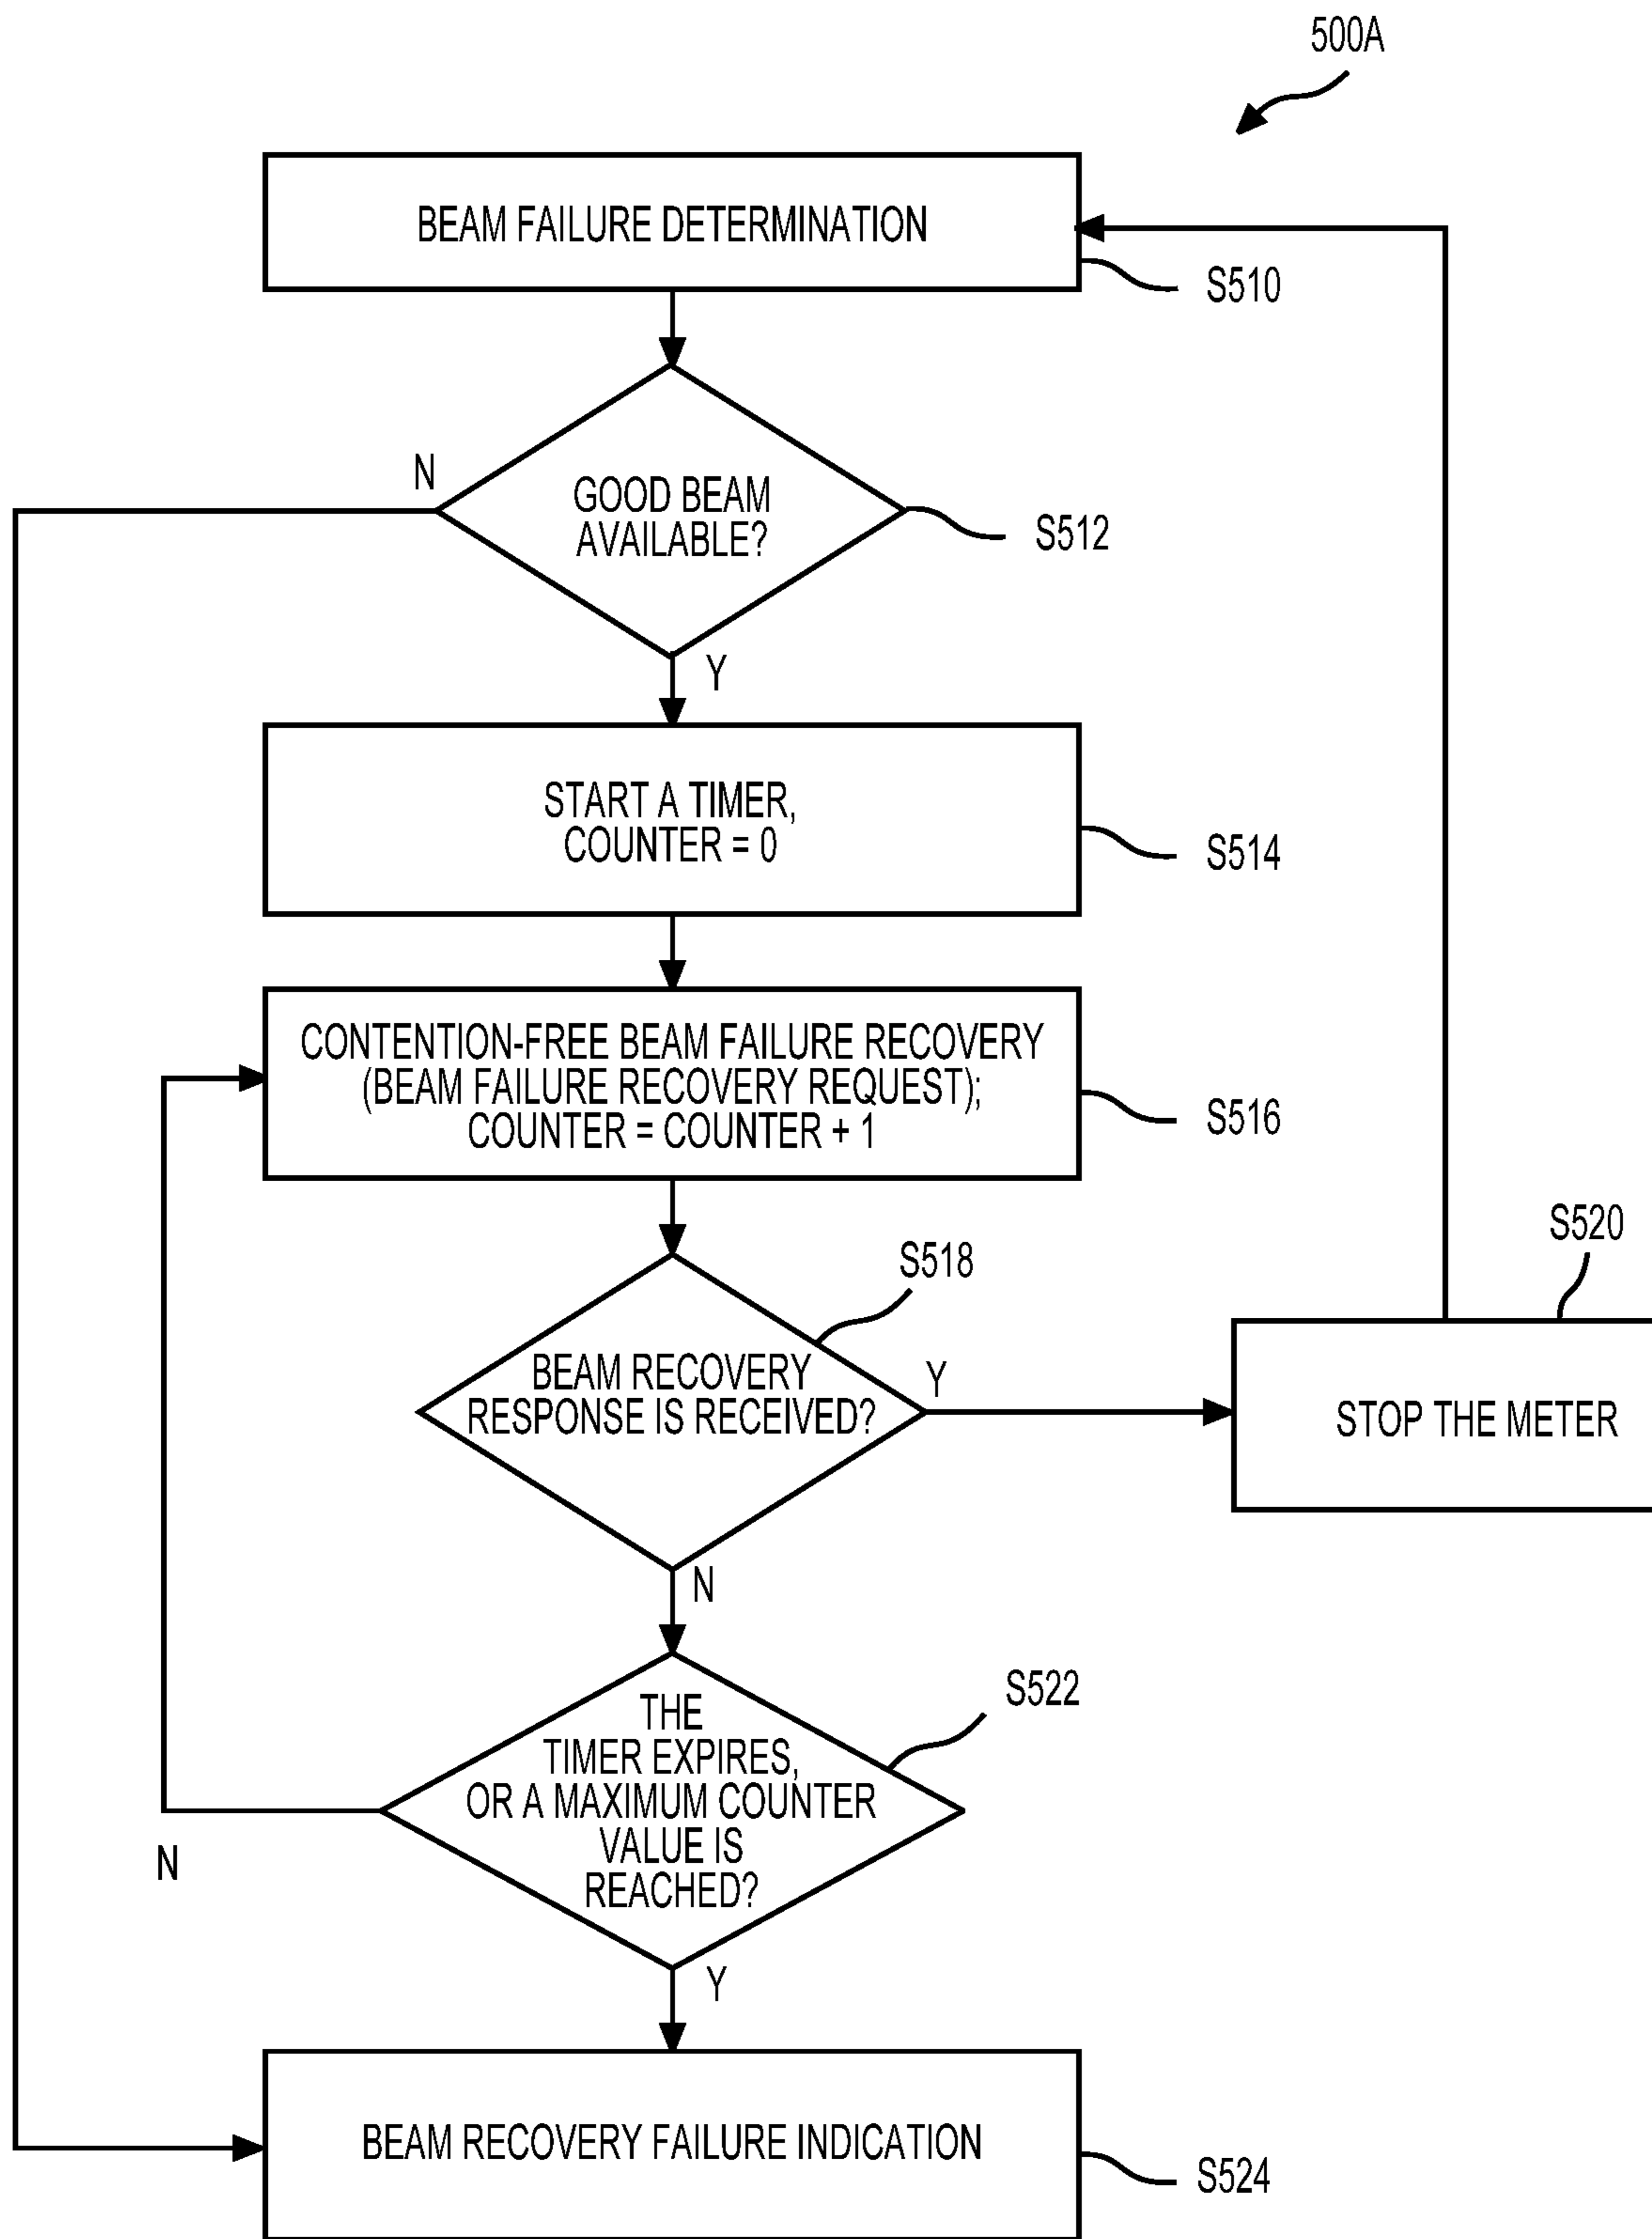 500A
BEAM FAILURE DETERMINATION
S510
N
GOOD BEAM
AVAILABLE?
S512
Y
START A TIMER,
COUNTER = 0
S514
CONTENTION-FREE BEAM FAILURE RECOVERY
(BEAM FAILURE RECOVERY REQUEST);
COUNTER = COUNTER + 1
S516
S518
S520
BEAM RECOVERY
RESPONSE IS RECEIVED?
Y
STOP THE METER
N
S522
THE
TIMER EXPIRES,
OR A MAXIMUM COUNTER
VALUE IS
REACHED?
N
Y
BEAM RECOVERY FAILURE INDICATION
S524